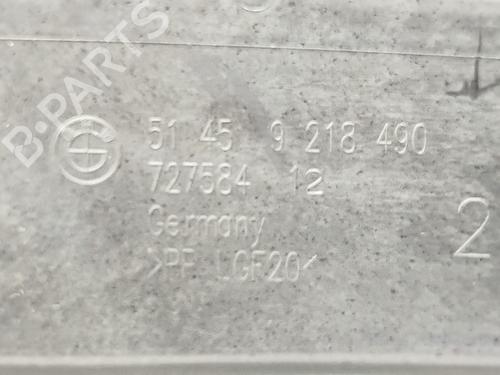 B-PARTS
51 45 9 218 490
727584 12
Germany
>PP LGF20<
2